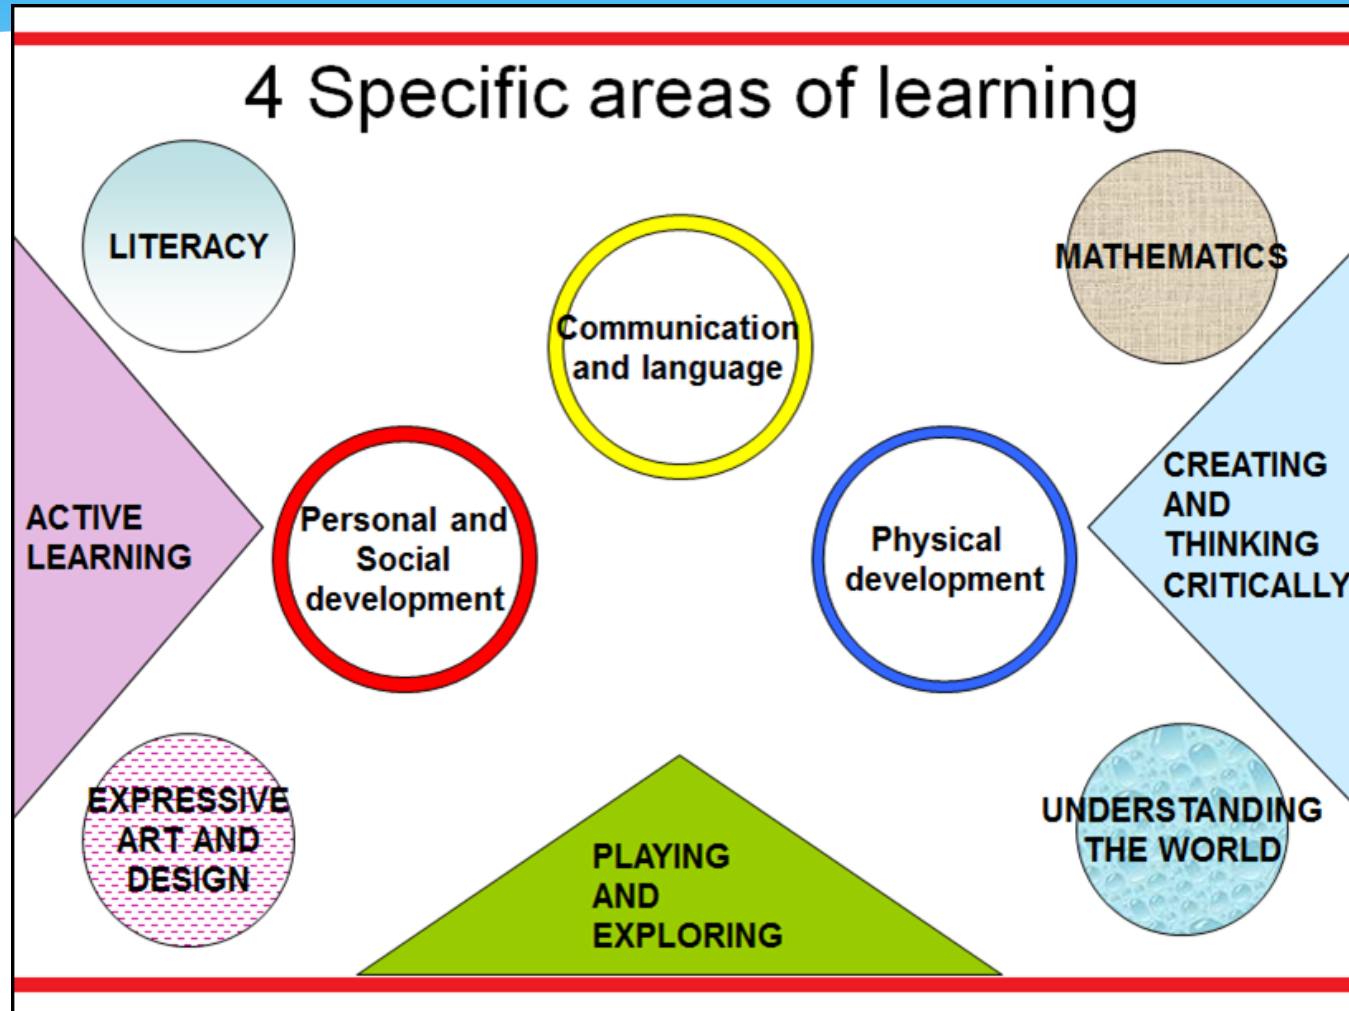 4 Specific areas of learning
LITERACY
MATHEMATICS
Communication
and language
ACTIVE
LEARNING
Personal and
Social
development
Physical
development
CREATING
AND
THINKING
CRITICALLY
EXPRESSIVE
ART AND
DESIGN
PLAYING
AND
EXPLORING
UNDERSTANDING
THE WORLD